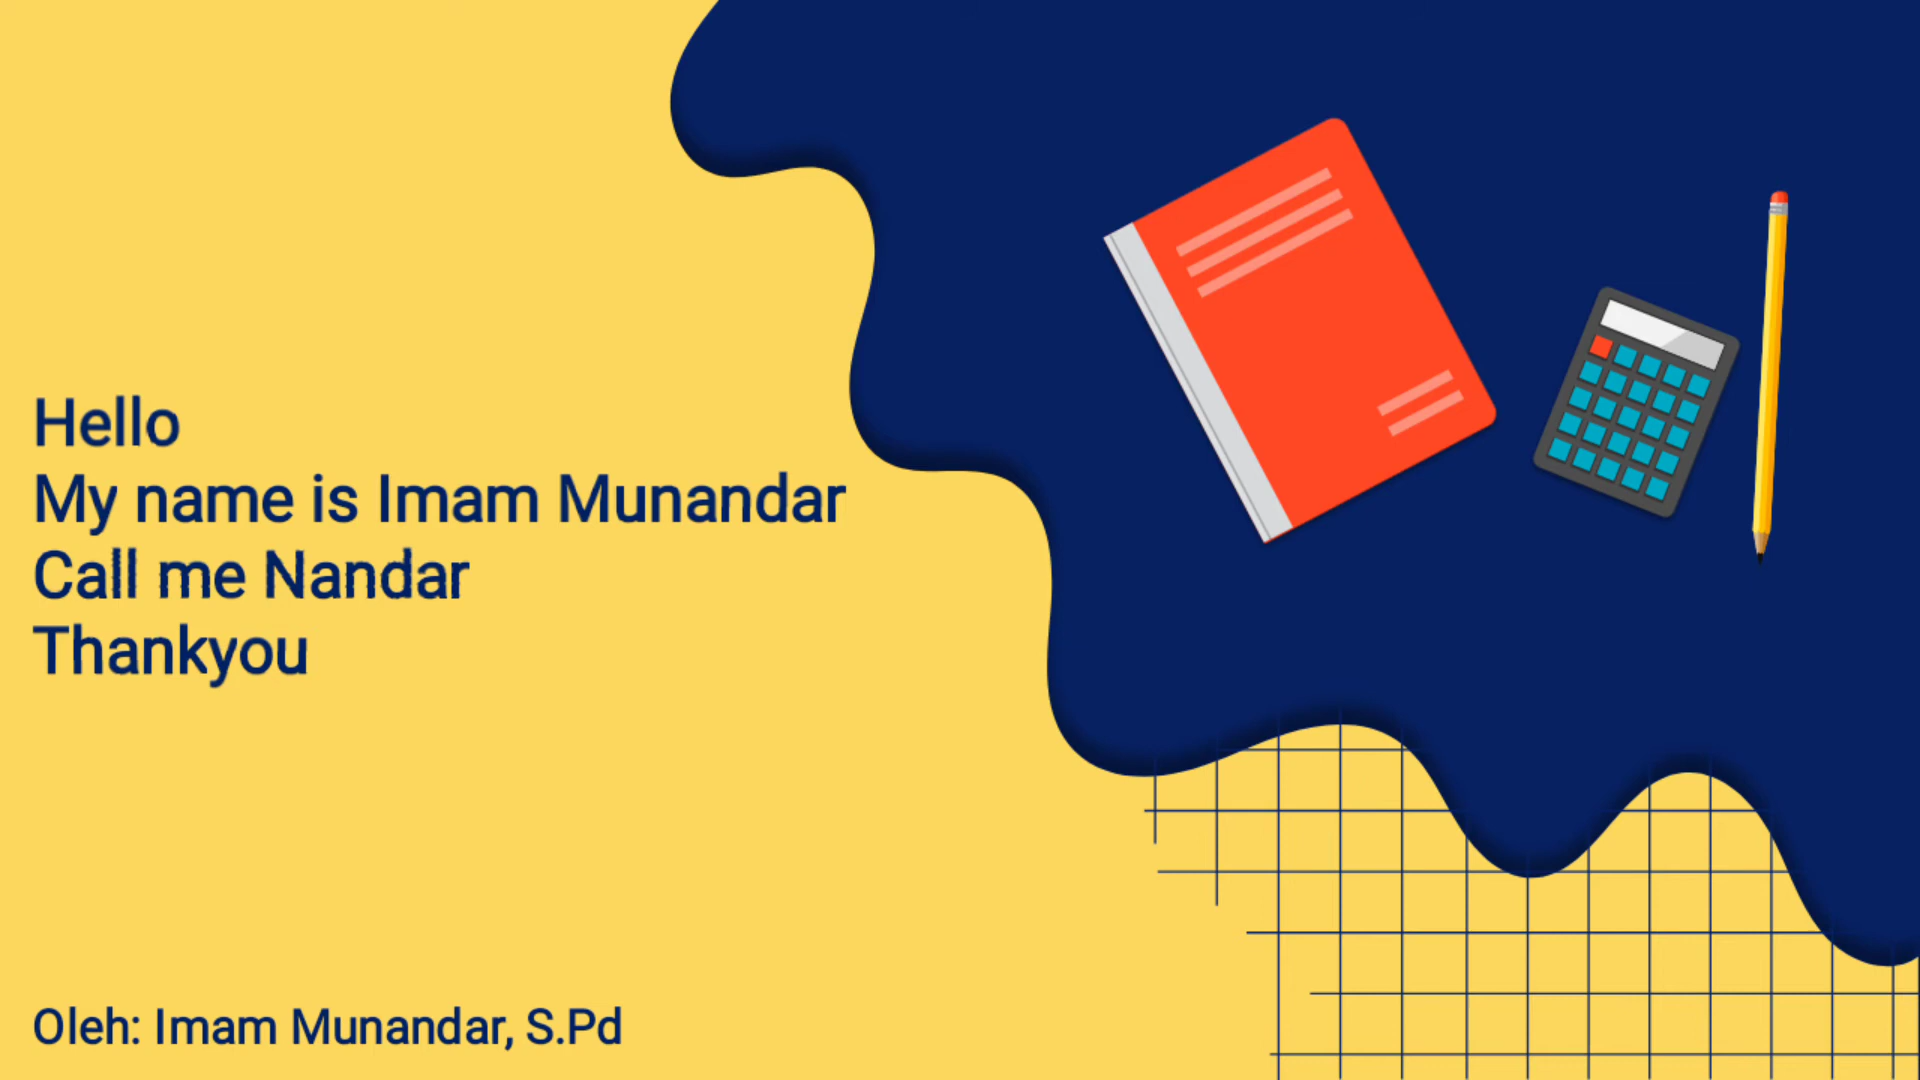 Hello
My name is Imam Munandar
Call me Nandar
Thankyou
Oleh: Imam Munandar, S.Pd